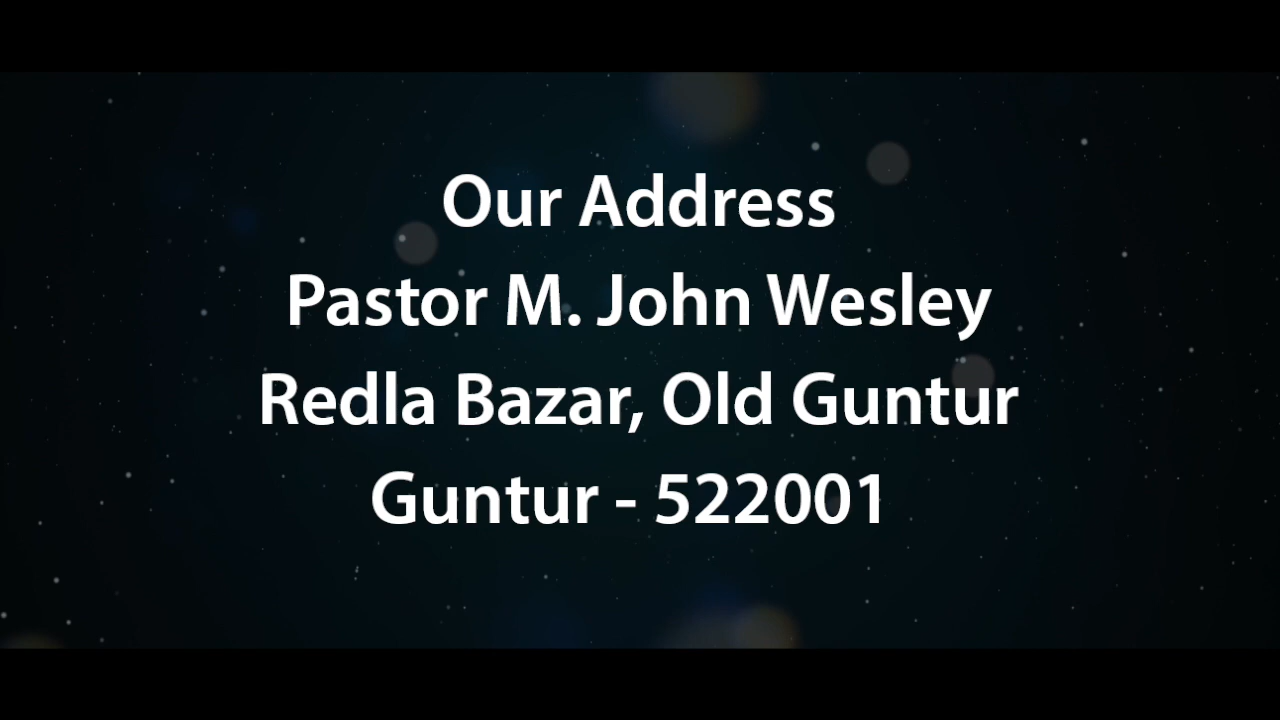 Our Address
Pastor M. John Wesley
Redla Bazar, Old Guntur
Guntur - 522001